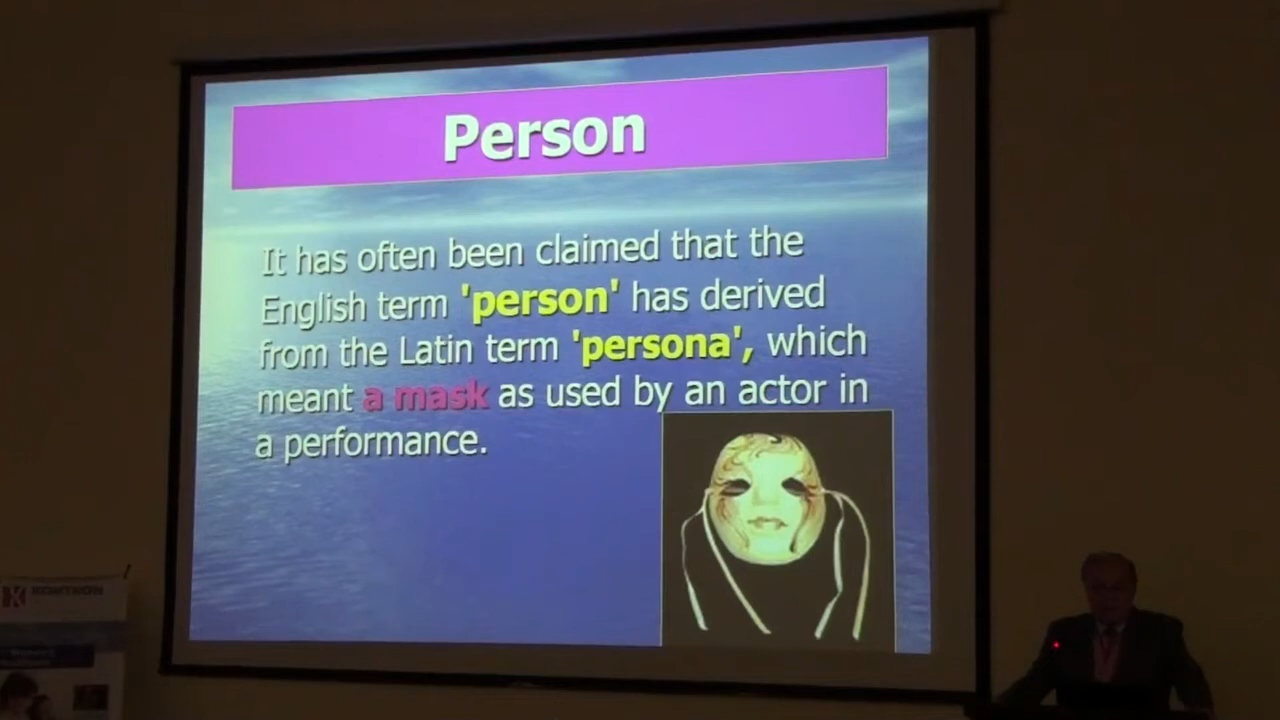 Person
It has often been claimed that the
English term 'person' has derived
from the Latin term 'persona', which
meant a mask as used by an actor in
a performance.